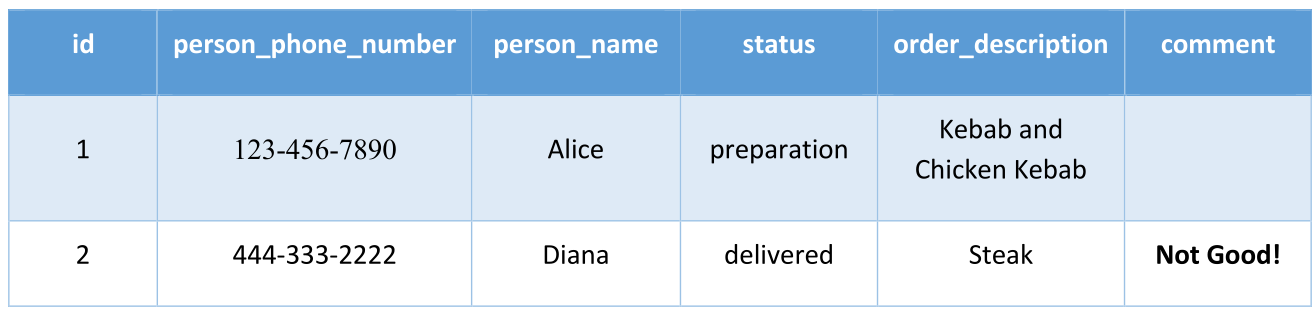 id person_phone_number person_name status order_description comment
1 123-456-7890 Alice preparation Kebab and
Chicken Kebab
2 444-333-2222 Diana delivered Steak Not Good!